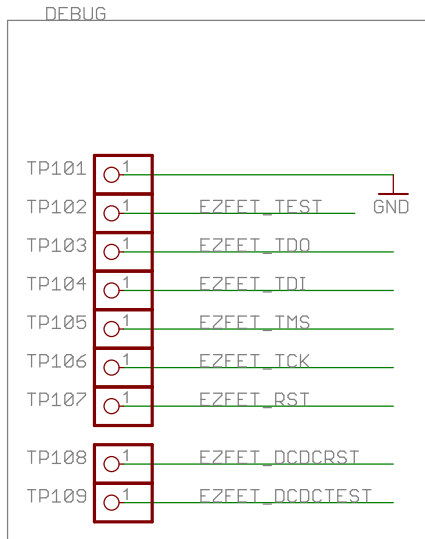 DEBUG
TP101 1
TP102 1 EZFET_TEST GND
TP103 1 EZFET_TDO
TP104 1 EZFET_TDI
TP105 1 EZFET_TMS
TP106 1 EZFET_TCK
TP107 1 EZFET_RST
TP108 1 EZFET_DCDCRST
TP109 1 EZFET_DCDCTEST